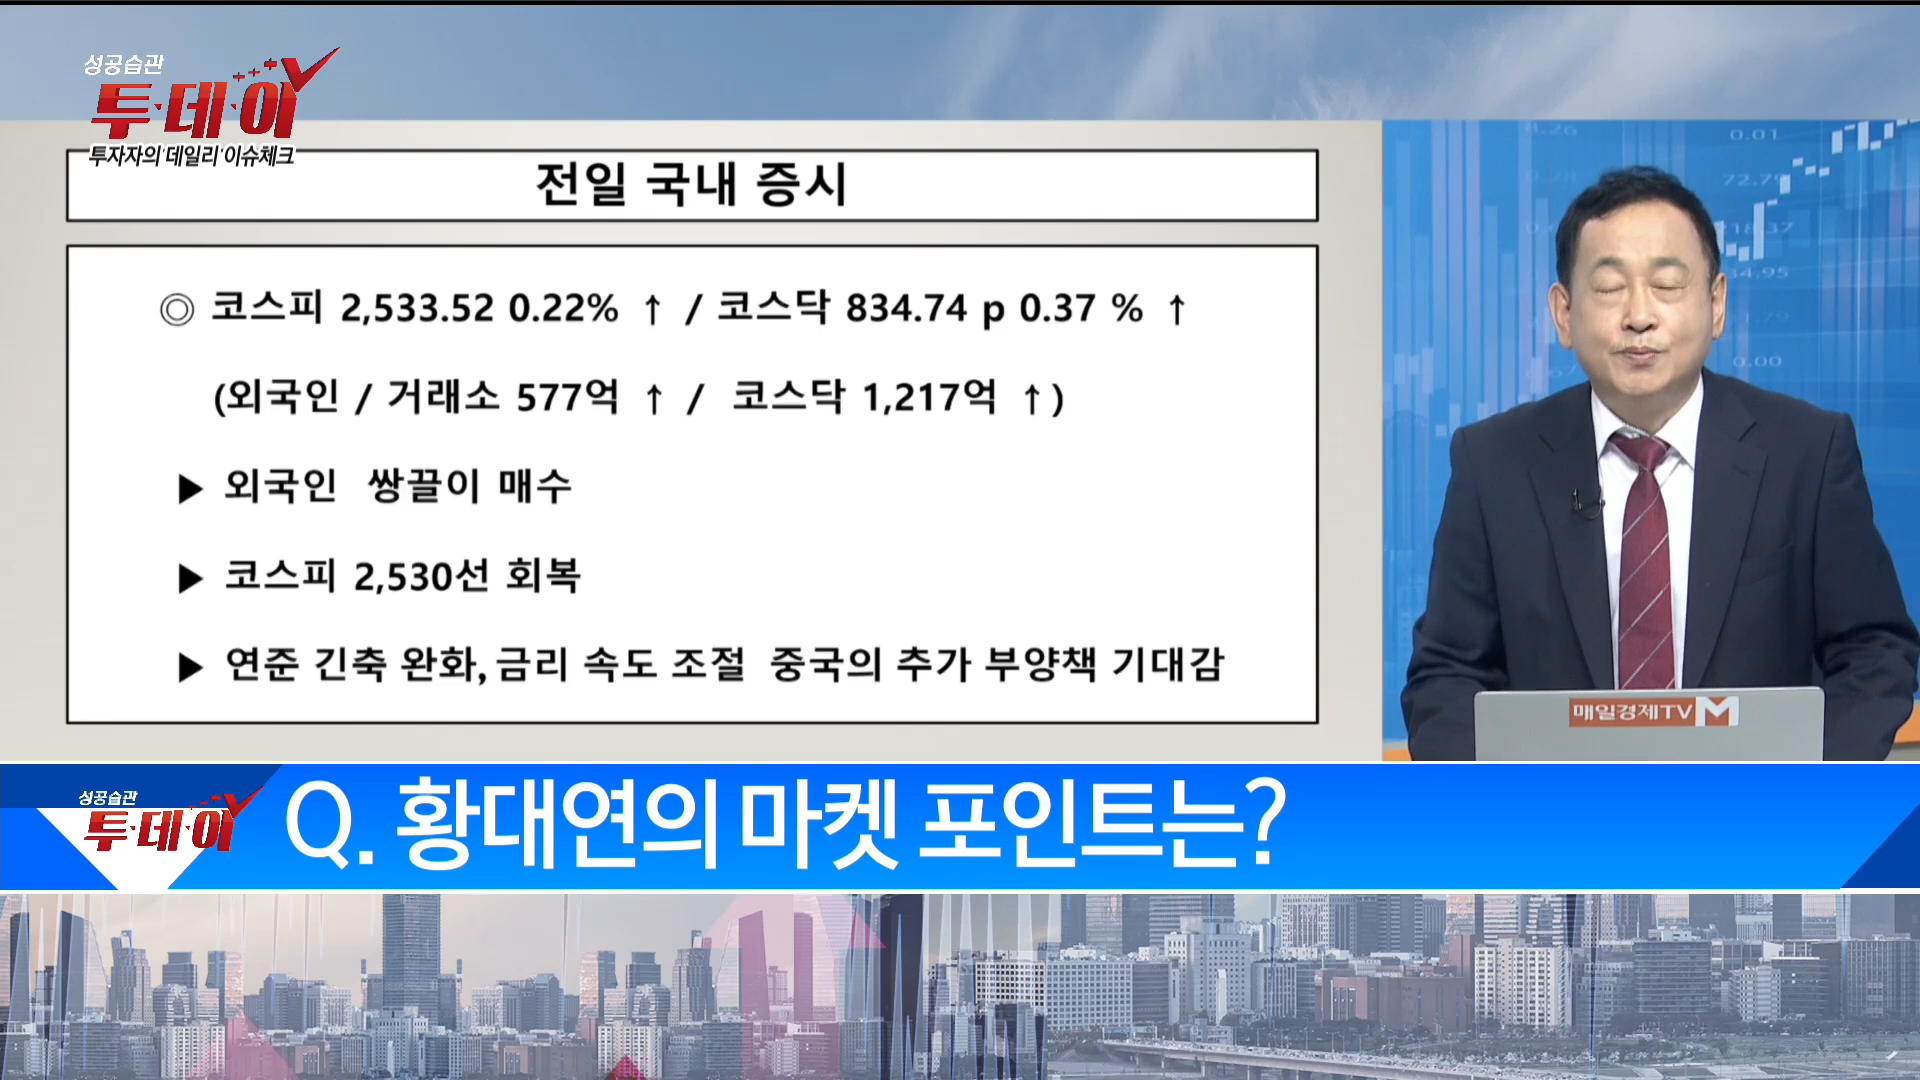 성공습관
투·데·이
투자자의 데일리 이슈체크
전일 국내 증시
◎ 코스피 2,533.52 0.22% ↑ / 코스닥 834.74 p 0.37 % ↑
(외국인 / 거래소 577억 ↑ / 코스닥 1,217억 ↑)
▶ 외국인 쌍끌이 매수
▶ 코스피 2,530선 회복
▶ 연준 긴축 완화, 금리 속도 조절 중국의 추가 부양책 기대감
0.01
0.00
매일경제TV M
성공습관
투·데·이
Q. 황대연의 마켓 포인트는?